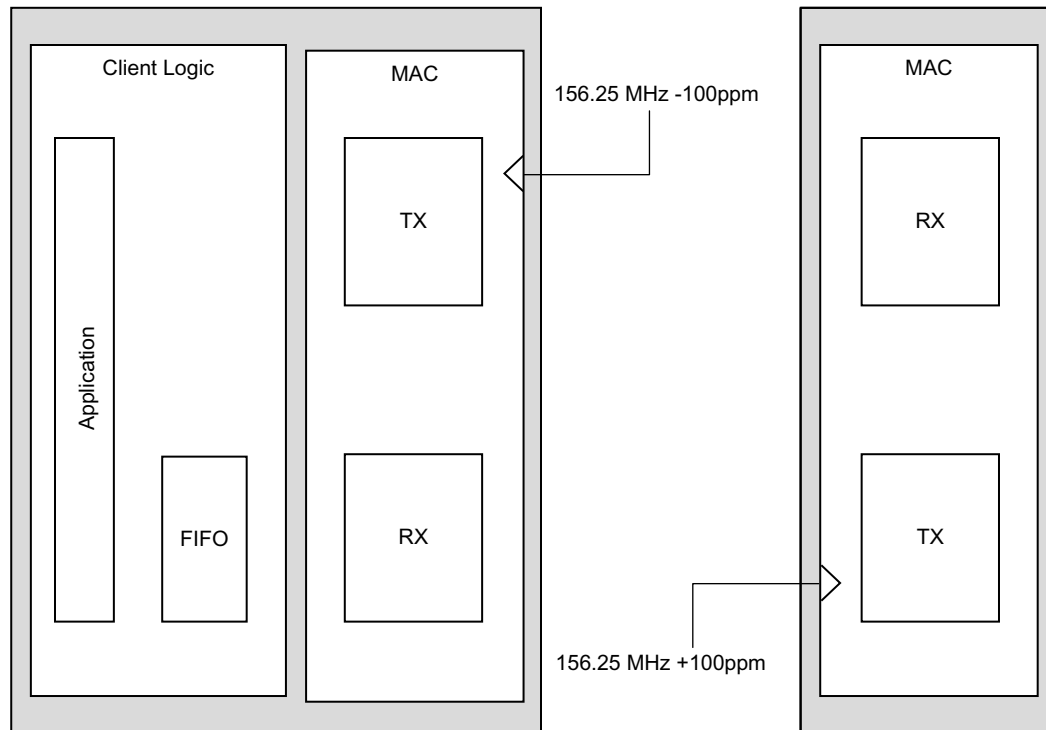 Client Logic
MAC
156.25 MHz -100ppm
MAC
TX
RX
Application
FIFO
RX
TX
156.25 MHz +100ppm